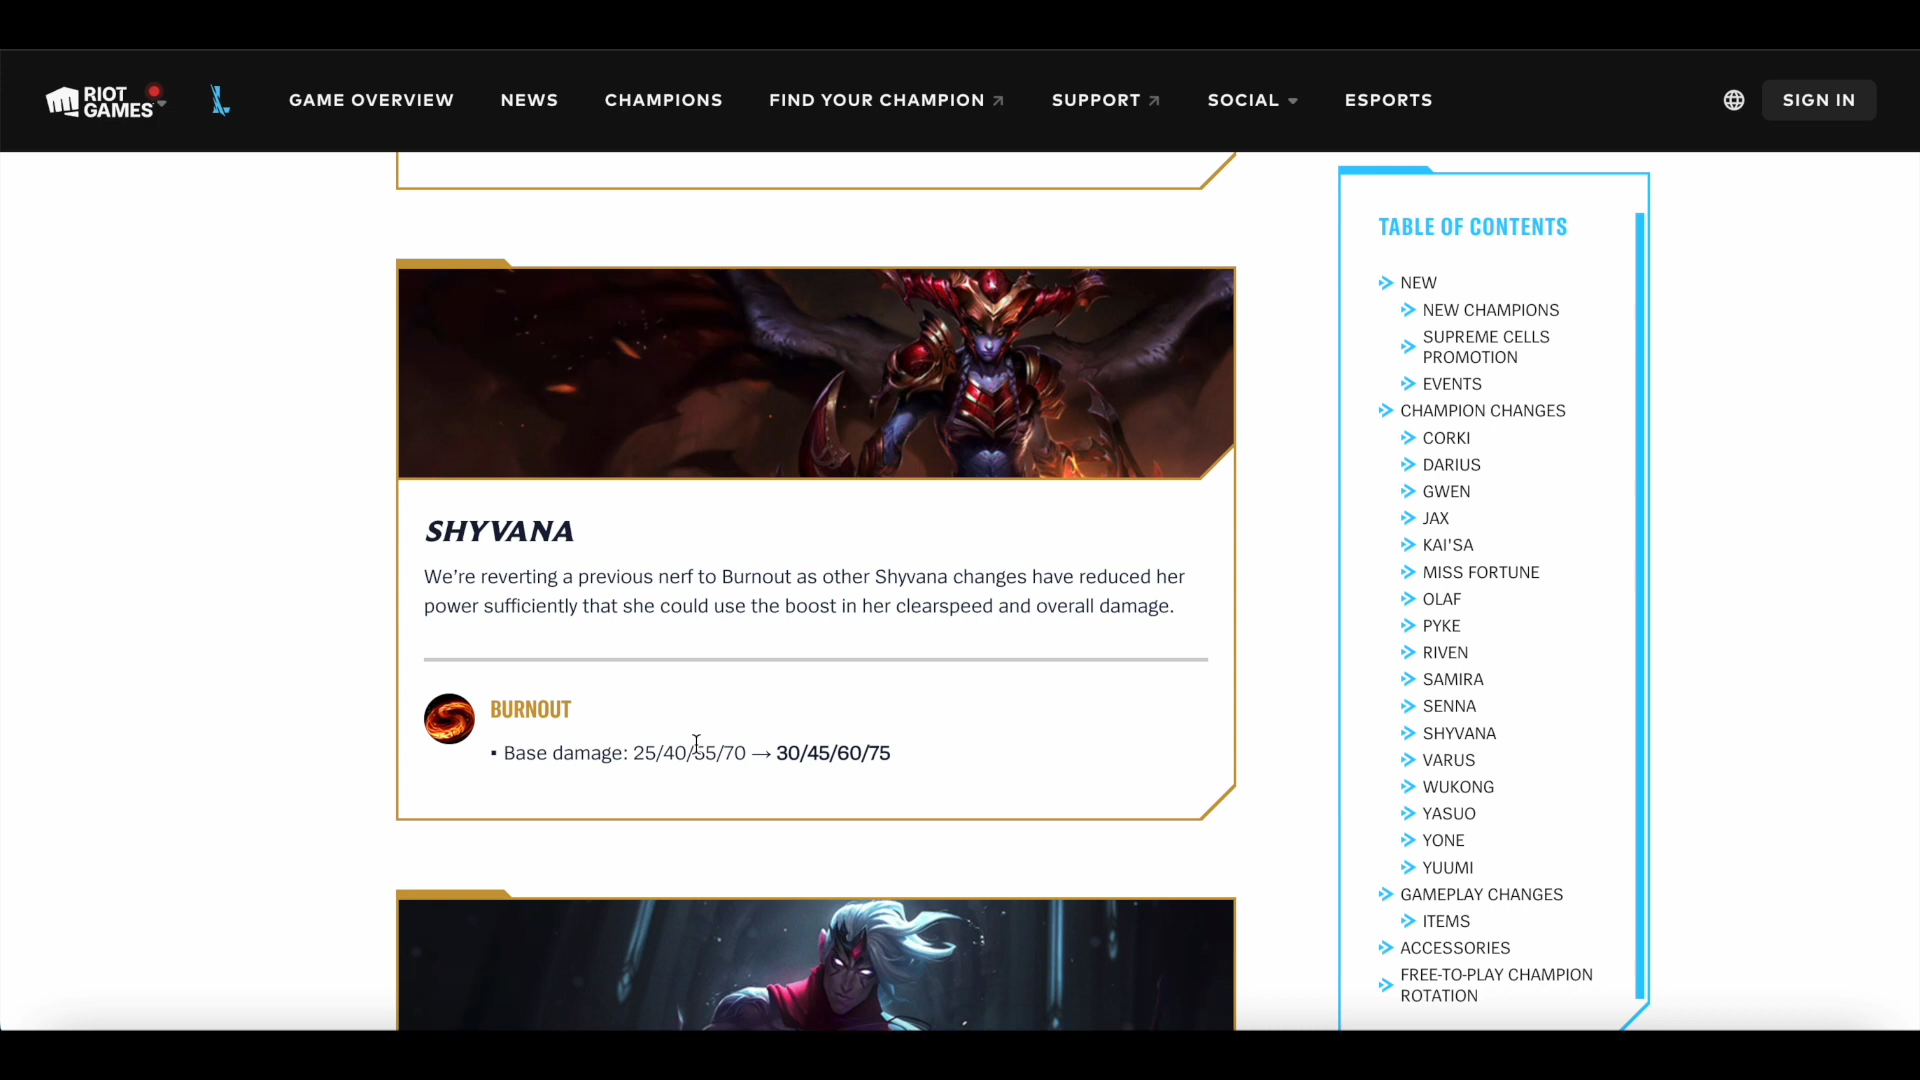 RIOT GAMES
GAME OVERVIEW
NEWS
CHAMPIONS
FIND YOUR CHAMPION
SUPPORT
SOCIAL
ESPORTS
SIGN IN
SHYVANA
We’re reverting a previous nerf to Burnout as other Shyvana changes have reduced her
power sufficiently that she could use the boost in her clearspeed and overall damage.
BURNOUT
▪ Base damage: 25/40/55/70 → 30/45/60/75
TABLE OF CONTENTS
NEW
NEW CHAMPIONS
SUPREME CELLS
PROMOTION
EVENTS
CHAMPION CHANGES
CORKI
DARIUS
GWEN
JAX
KAI'SA
MISS FORTUNE
OLAF
PYKE
RIVEN
SAMIRA
SENNA
SHYVANA
VARUS
WUKONG
YASUO
YONE
YUUMI
GAMEPLAY CHANGES
ITEMS
ACCESSORIES
FREE-TO-PLAY CHAMPION
ROTATION